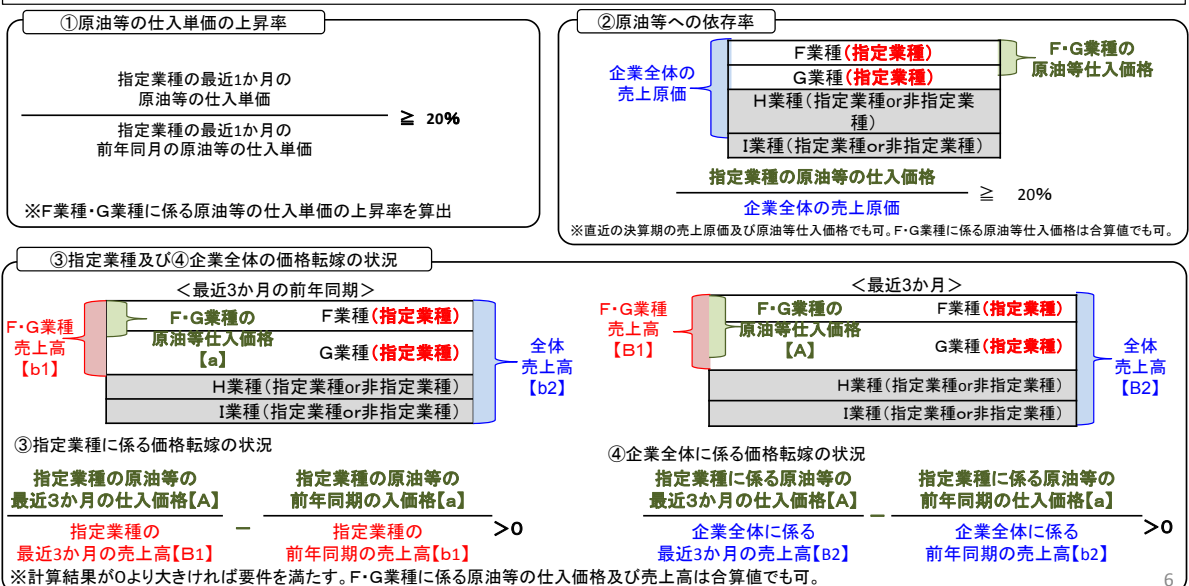 ①原油等の仕入単価の上昇率
指定業種の最近1か月の
原油等の仕入単価
指定業種の最近1か月の
前年同月の原油等の仕入単価
≧ 20%
※F業種・G業種に係る原油等の仕入単価の上昇率を算出
②原油等への依存率
企業全体の
売上原価
F業種(指定業種)
G業種(指定業種)
H業種(指定業種or非指定業
種)
I業種(指定業種or非指定業種)
F・G業種の
原油等仕入価格
指定業種の原油等の仕入価格
企業全体の売上原価
≧ 20%
※直近の決算期の売上原価及び原油等仕入価格でも可。F・G業種に係る原油等仕入価格は合算値でも可。
③指定業種及び④企業全体の価格転嫁の状況
<最近3か月の前年同期>
F・G業種
売上高
【b1】
F・G業種の
原油等仕入価格
【a】
F業種(指定業種)
G業種(指定業種)
H業種(指定業種or非指定業種)
I業種(指定業種or非指定業種)
全体
売上高
【b2】
<最近3か月>
F・G業種
売上高
【B1】
F・G業種の
原油等仕入価格
【A】
F業種(指定業種)
G業種(指定業種)
H業種(指定業種or非指定業種)
I業種(指定業種or非指定業種)
全体
売上高
【B2】
③指定業種に係る価格転嫁の状況
指定業種の原油等の
最近3か月の仕入価格【A】
指定業種の
最近3か月の売上高【B1】
－
指定業種の原油等の
前年同期の入価格【a】
指定業種の
前年同期の売上高【b1】
>0
④企業全体に係る価格転嫁の状況
指定業種に係る原油等の
最近3か月の仕入価格【A】
企業全体に係る
最近3か月の売上高【B2】
－
指定業種に係る原油等の
前年同期の仕入価格【a】
企業全体に係る
前年同期の売上高【b2】
>0
※計算結果が0より大きければ要件を満たす。F・G業種に係る原油等の仕入価格及び売上高は合算値でも可。
6